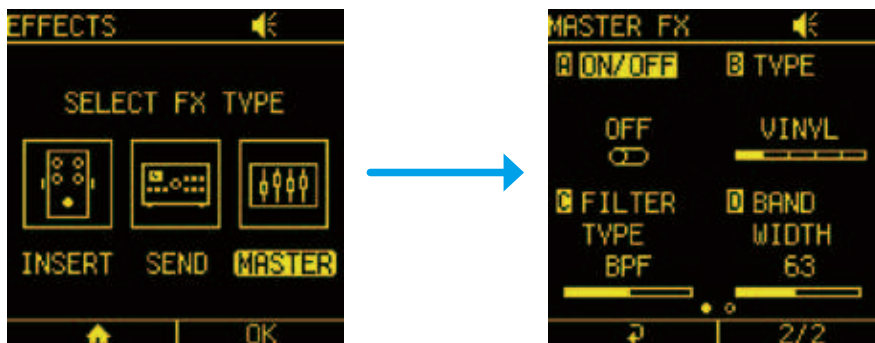 EFFECTS
SELECT FX TYPE
INSERT SEND MASTER
OK
MASTER FX
A ON/OFF B TYPE
OFF VINYL
C FILTER D BAND
TYPE WIDTH
BPF 63
2/2